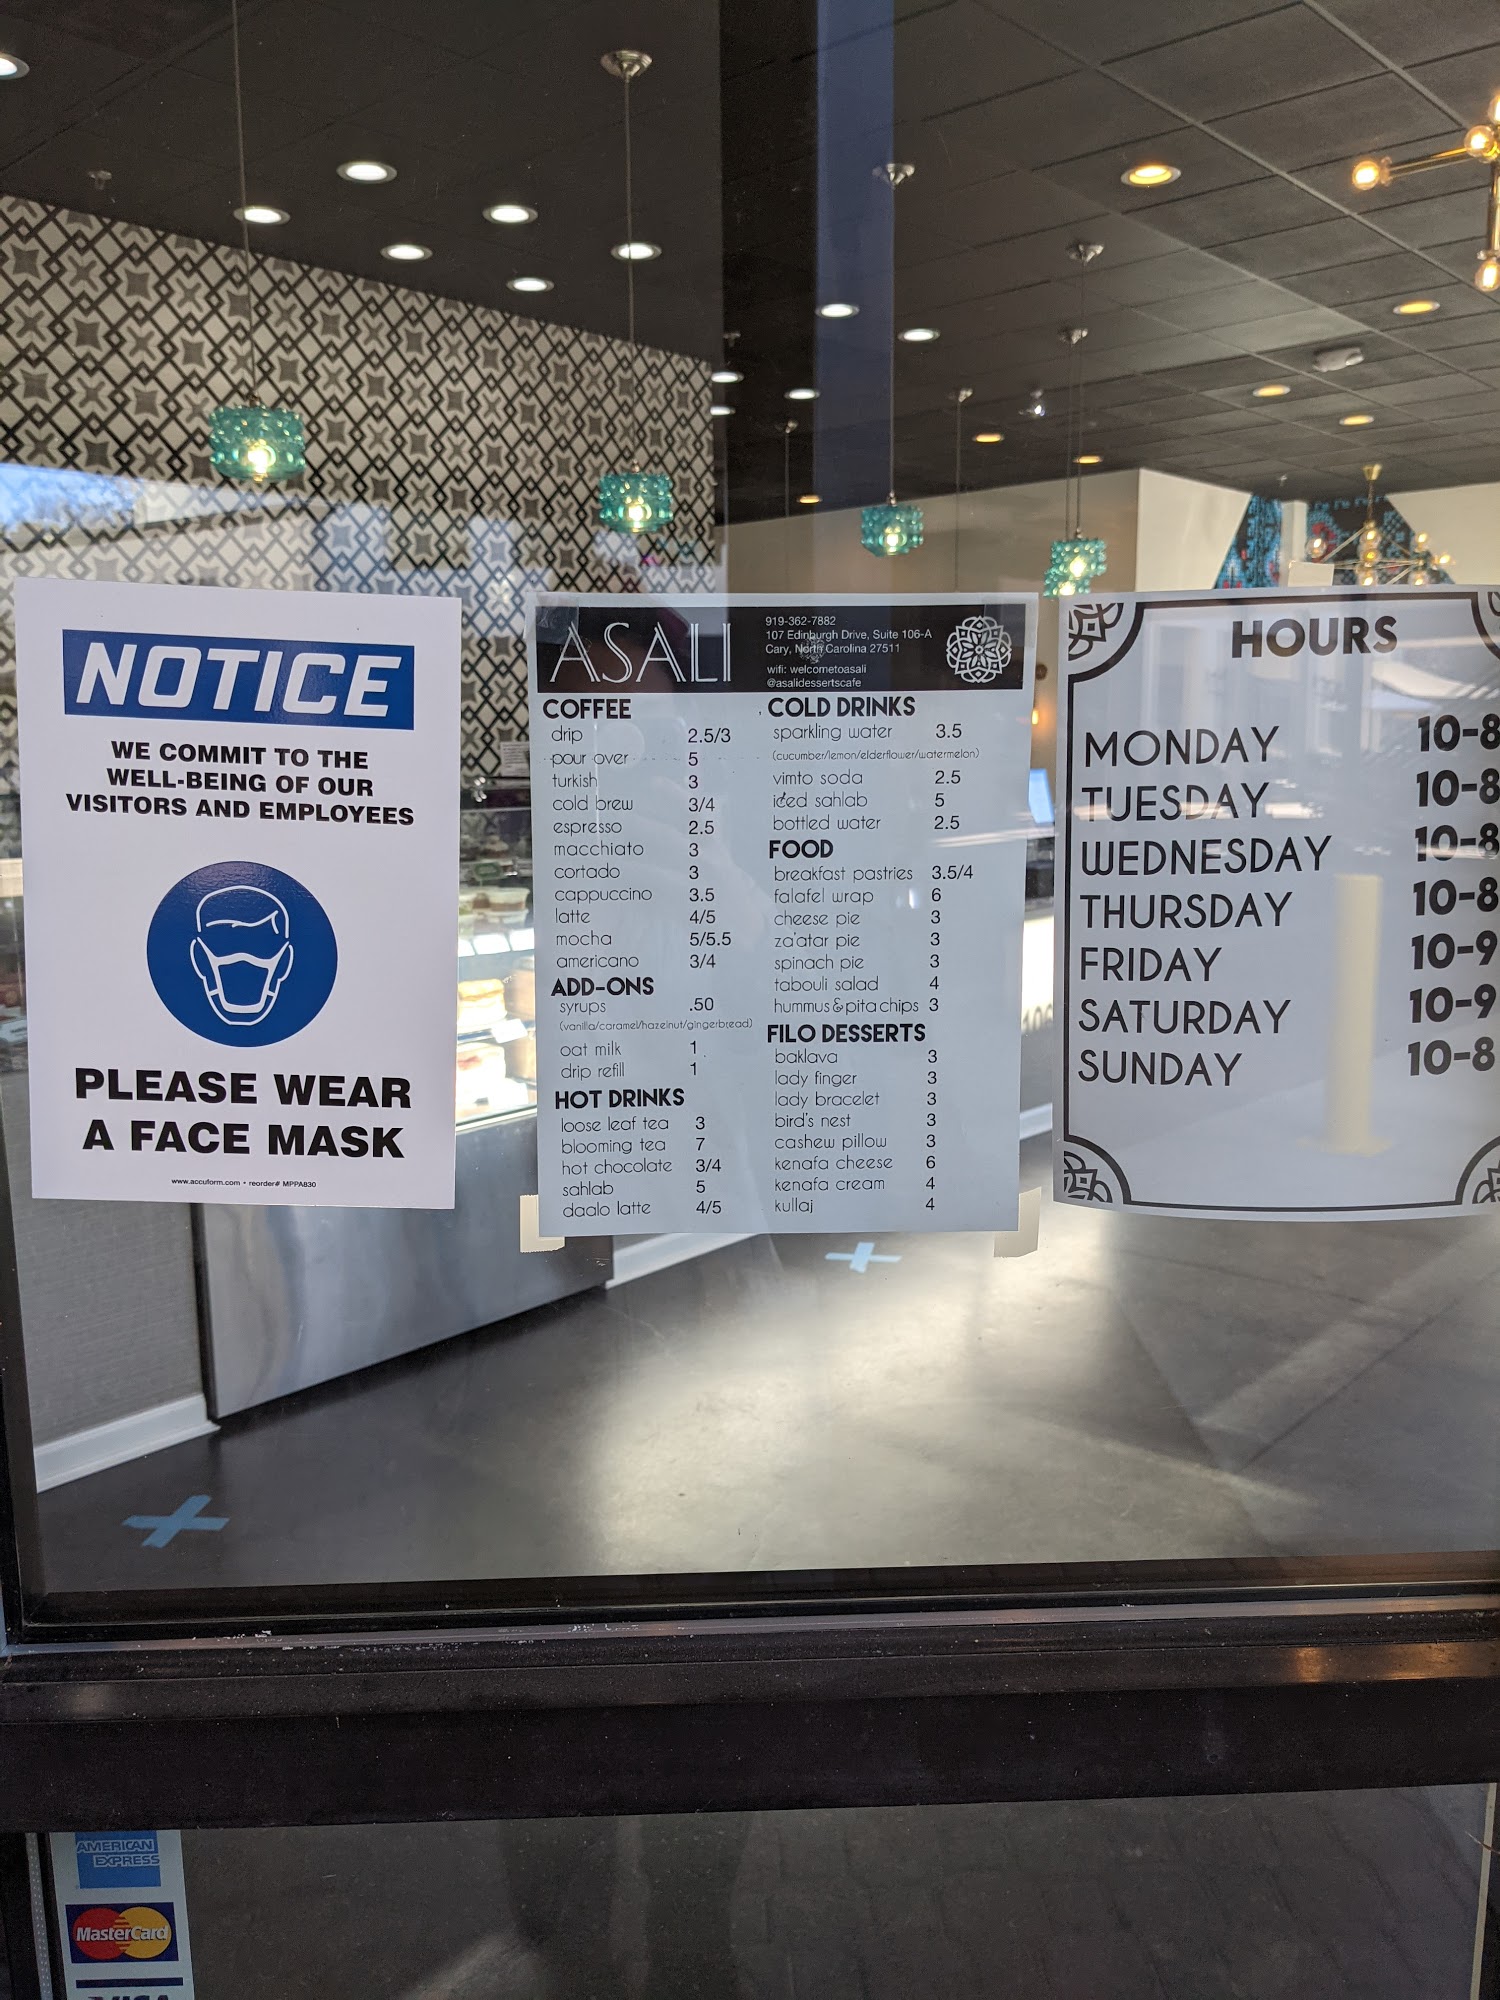 NOTICE
WE COMMIT TO THE
WELL-BEING OF OUR
VISITORS AND EMPLOYEES
PLEASE WEAR
A FACE MASK
www.accuform.com • reorder# MPPA830
ASALI
919-362-7882
107 Edinburgh Drive, Suite 106-A
Cary, North Carolina 27511
wifi: welcometoasali
@asalidessertscafe
COFFEE
drip 2.5/3
pour over 5
turkish 3
cold brew 3/4
espresso 2.5
macchiato 3
cortado 3
cappuccino 3.5
latte 4/5
mocha 5/5.5
americano 3/4
ADD-ONS
syrups .50
(vanilla/caramel/hazelnut/gingerbread)
oat milk 1
drip refill 1
HOT DRINKS
loose leaf tea 3
blooming tea 7
hot chocolate 3/4
sahlab 5
daalo latte 4/5
COLD DRINKS
sparkling water 3.5
(cucumber/lemon/elderflower/watermelon)
vimto soda 2.5
iced sahlab 5
bottled water 2.5
FOOD
breakfast pastries 3.5/4
falafel wrap 6
cheese pie 3
za'atar pie 3
spinach pie 3
tabouli salad 4
hummus & pita chips 3
FILO DESSERTS
baklava 3
lady finger 3
lady bracelet 3
bird's nest 3
cashew pillow 3
kenafa cheese 6
kenafa cream 4
kullaj 4
HOURS
MONDAY 10-8
TUESDAY 10-8
WEDNESDAY 10-8
THURSDAY 10-8
FRIDAY 10-9
SATURDAY 10-9
SUNDAY 10-8
AMERICAN
EXPRESS
MasterCard
VISA